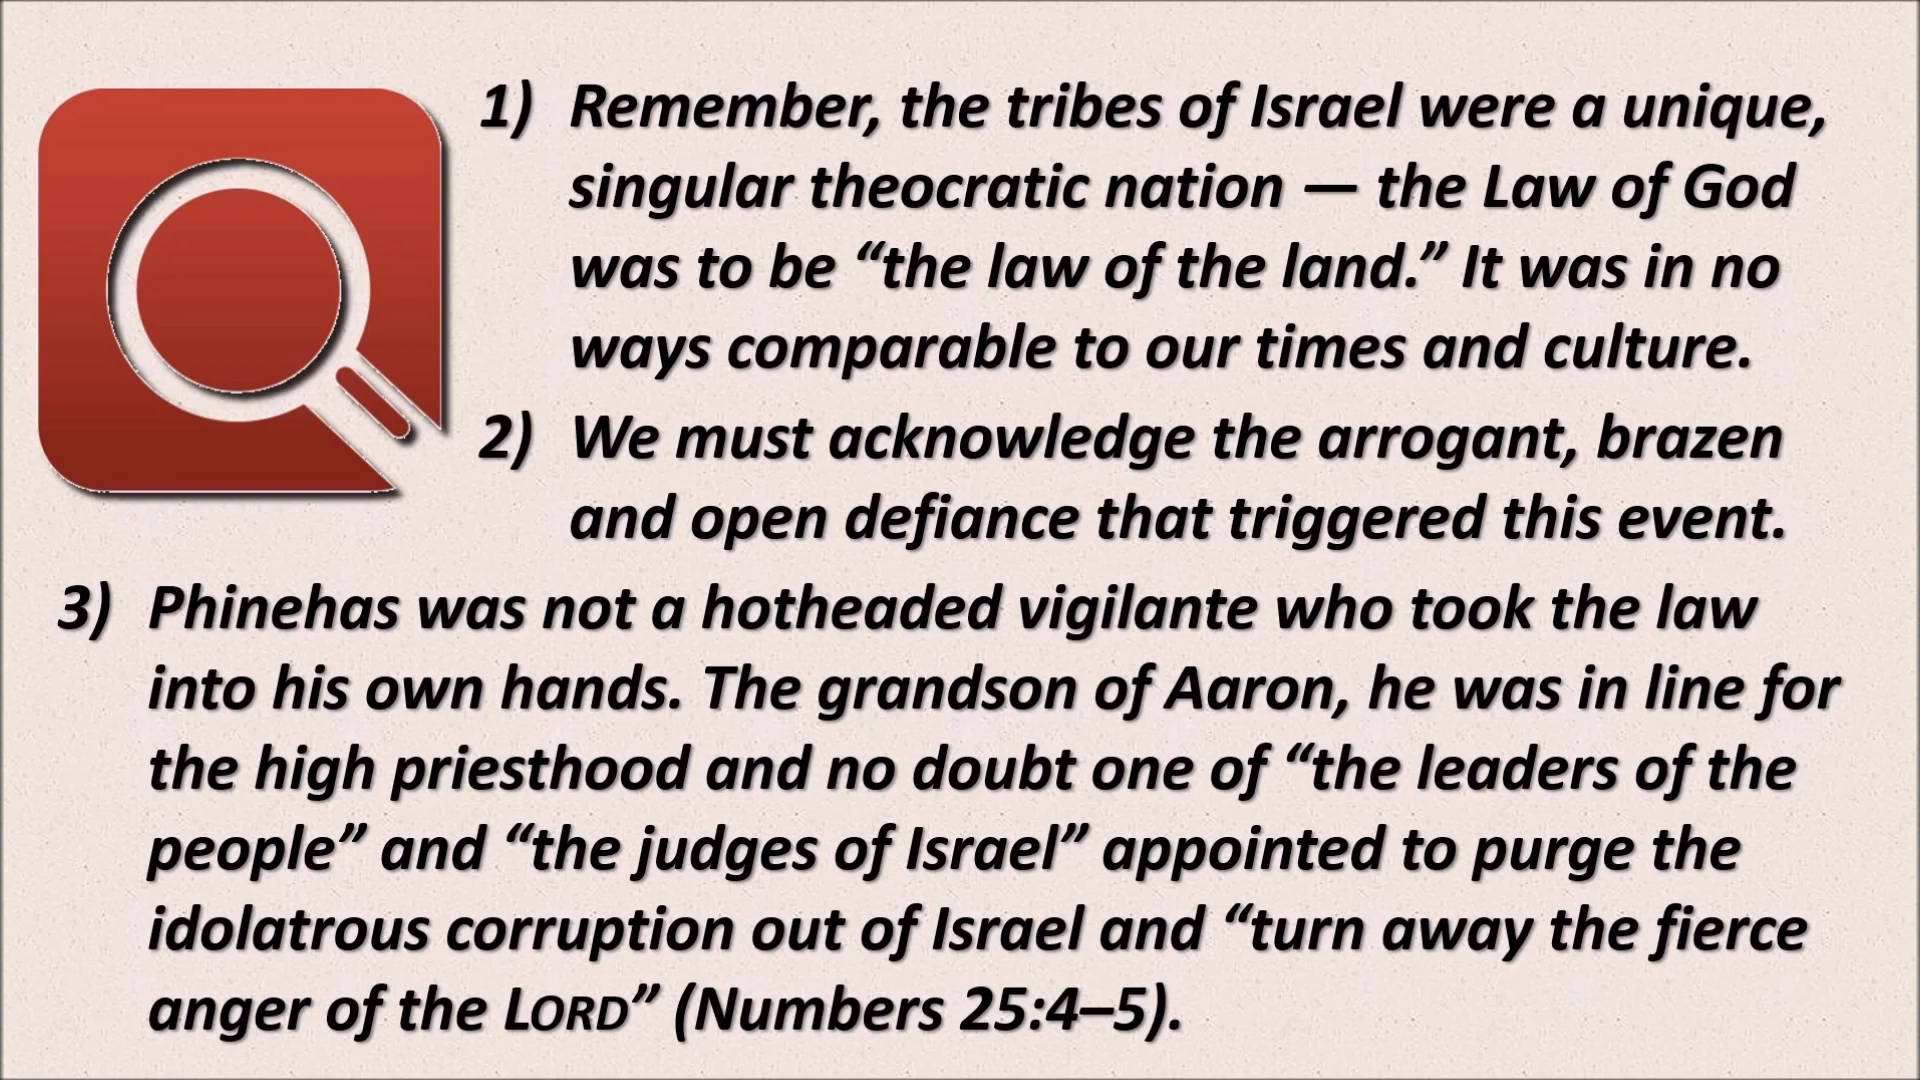 1) Remember, the tribes of Israel were a unique,
singular theocratic nation — the Law of God
was to be “the law of the land.” It was in no
ways comparable to our times and culture.
2) We must acknowledge the arrogant, brazen
and open defiance that triggered this event.
3) Phinehas was not a hotheaded vigilante who took the law
into his own hands. The grandson of Aaron, he was in line for
the high priesthood and no doubt one of “the leaders of the
people” and “the judges of Israel” appointed to purge the
idolatrous corruption out of Israel and “turn away the fierce
anger of the LORD” (Numbers 25:4–5).